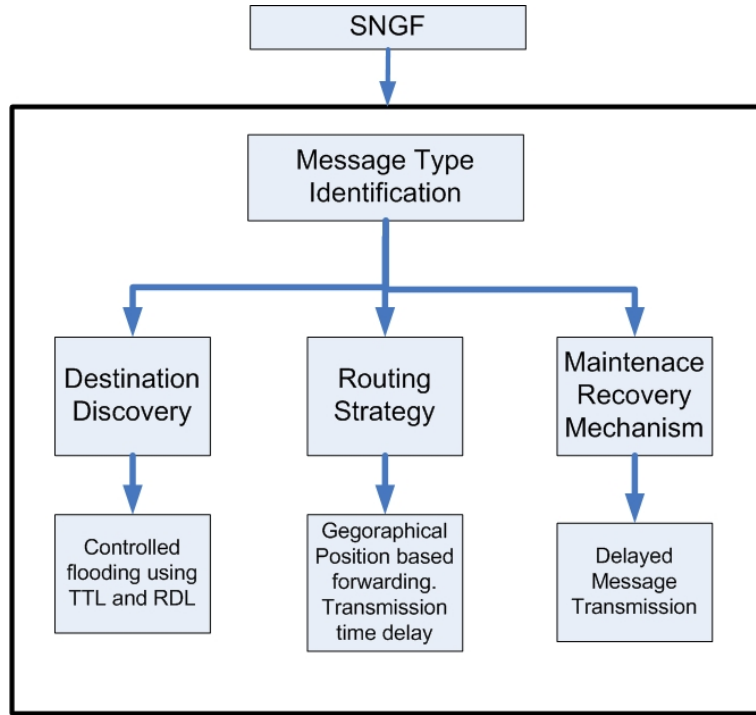 SNGF
Message Type
Identification
Destination
Discovery
Routing
Strategy
Maintenace
Recovery
Mechanism
Controlled
flooding using
TTL and RDL
Gegoraphical
Position based
forwarding.
Transmission
time delay
Delayed
Message
Transmission